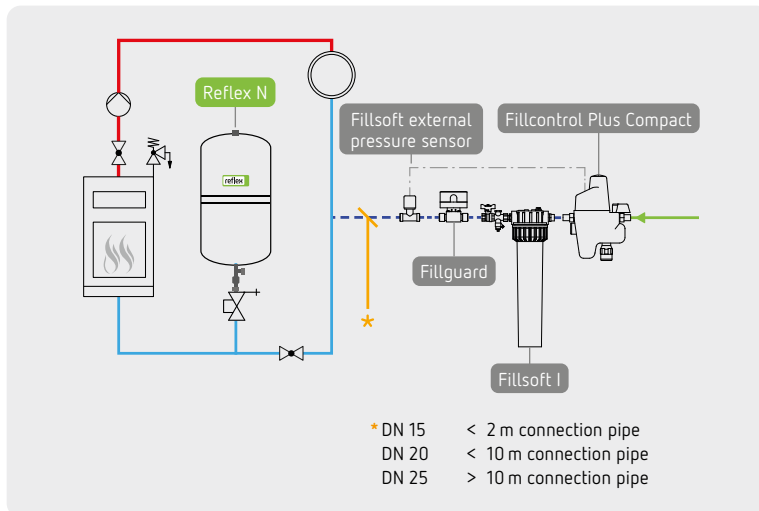 Reflex N
reflex
Fillsoft external
pressure sensor
Fillcontrol Plus Compact
Fillguard
Fillsoft I
* DN 15 < 2 m connection pipe
DN 20 < 10 m connection pipe
DN 25 > 10 m connection pipe